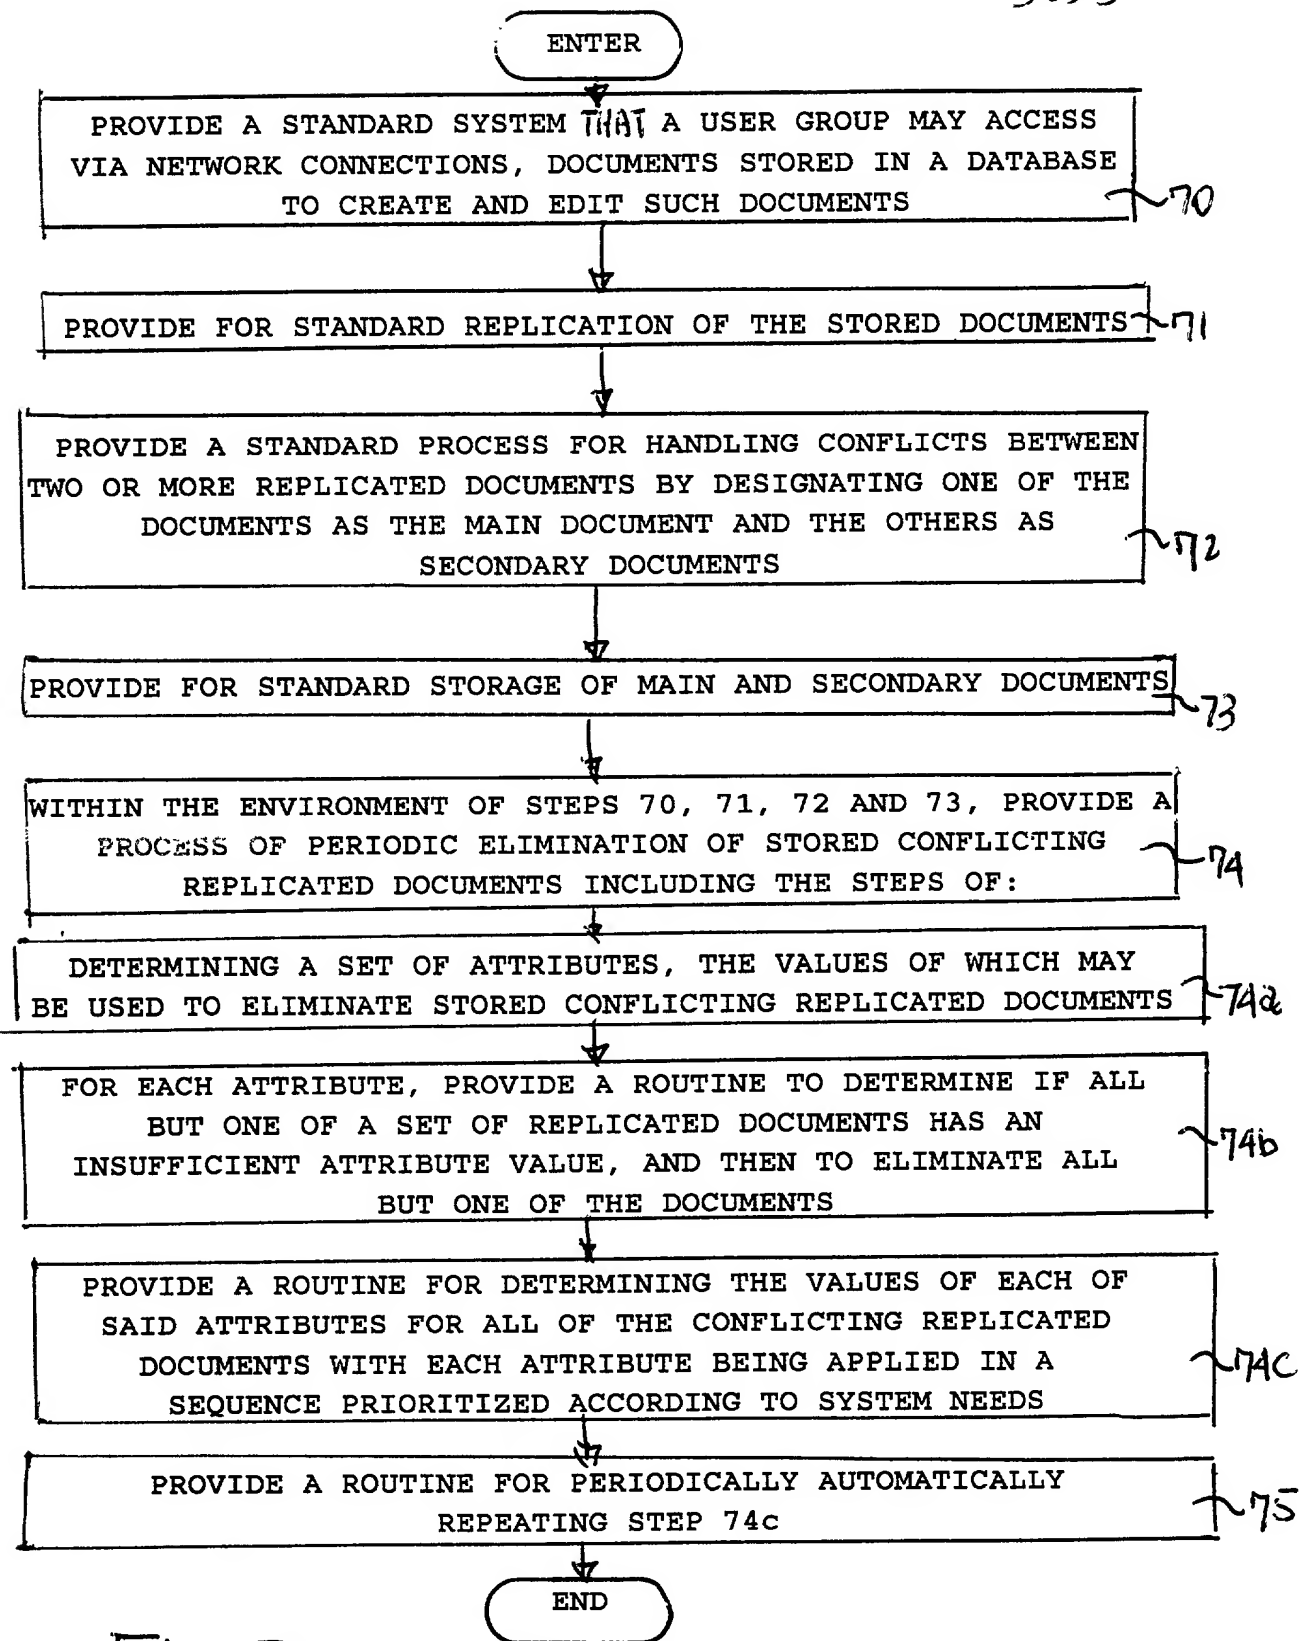 ENTER
PROVIDE A STANDARD SYSTEM THAT A USER GROUP MAY ACCESS
VIA NETWORK CONNECTIONS, DOCUMENTS STORED IN A DATABASE
TO CREATE AND EDIT SUCH DOCUMENTS
70
PROVIDE FOR STANDARD REPLICATION OF THE STORED DOCUMENTS
71
PROVIDE A STANDARD PROCESS FOR HANDLING CONFLICTS BETWEEN
TWO OR MORE REPLICATED DOCUMENTS BY DESIGNATING ONE OF THE
DOCUMENTS AS THE MAIN DOCUMENT AND THE OTHERS AS
SECONDARY DOCUMENTS
72
PROVIDE FOR STANDARD STORAGE OF MAIN AND SECONDARY DOCUMENTS
73
WITHIN THE ENVIRONMENT OF STEPS 70, 71, 72 AND 73, PROVIDE A
PROCESS OF PERIODIC ELIMINATION OF STORED CONFLICTING
REPLICATED DOCUMENTS INCLUDING THE STEPS OF:
74
DETERMINING A SET OF ATTRIBUTES, THE VALUES OF WHICH MAY
BE USED TO ELIMINATE STORED CONFLICTING REPLICATED DOCUMENTS
74a
FOR EACH ATTRIBUTE, PROVIDE A ROUTINE TO DETERMINE IF ALL
BUT ONE OF A SET OF REPLICATED DOCUMENTS HAS AN
INSUFFICIENT ATTRIBUTE VALUE, AND THEN TO ELIMINATE ALL
BUT ONE OF THE DOCUMENTS
74b
PROVIDE A ROUTINE FOR DETERMINING THE VALUES OF EACH OF
SAID ATTRIBUTES FOR ALL OF THE CONFLICTING REPLICATED
DOCUMENTS WITH EACH ATTRIBUTE BEING APPLIED IN A
SEQUENCE PRIORITIZED ACCORDING TO SYSTEM NEEDS
74C
PROVIDE A ROUTINE FOR PERIODICALLY AUTOMATICALLY
REPEATING STEP 74c
75
END